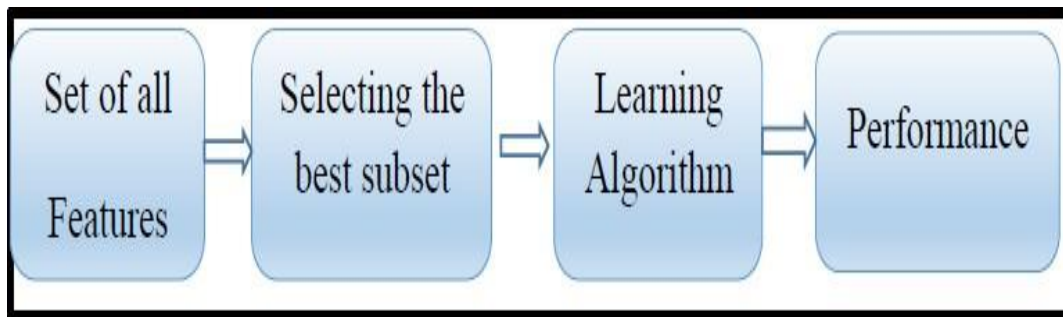 Set of all
Features
Selecting the
best subset
Learning
Algorithm
Performance